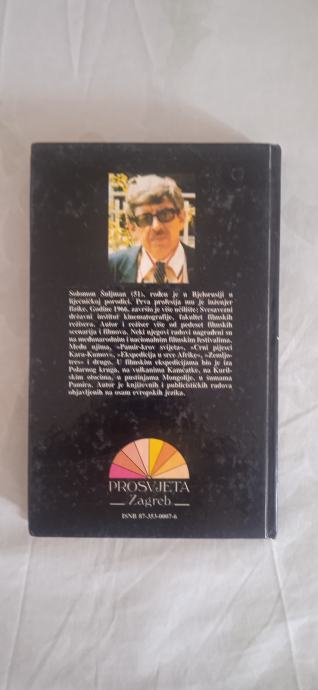 Solomon Šuljman (51), rođen je u Bjelorusiji u
liječničkoj porodici. Prva profesija mu je inženjer
fizike. Godine 1966. završio je više učilište: Svesavezni
državni institut kinematografije, fakultet filmskih
režisera. Autor i režiser više od pedeset filmskih
scenarija i filmova. Neki njegovi radovi nagrađeni su
na međunarodnim i nacionalnim filmskim festivalima.
Među njima, »Pamir-krov svijeta«, »Crni pijesci
Kara-Kumov«, »Ekspedicija u srce Afrike«, »Zemljo-
tres« i drugo. U filmskim ekspedicijama bio je iza
Polarnog kruga, na vulkanima Kamčatke, na Kuril-
skim otocima, u pustinjama Mongolije, u šumama
Pamira. Autor je književnih i publicističkih radova
objavljenih na osam evropskih jezika.
PROSVJETA
Zagreb
ISNB 87-353-0007-6